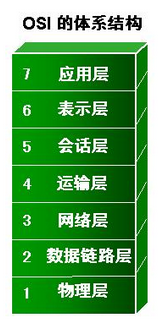 OSI 的体系结构
7 应用层
6 表示层
5 会话层
4 运输层
3 网络层
2 数据链路层
1 物理层